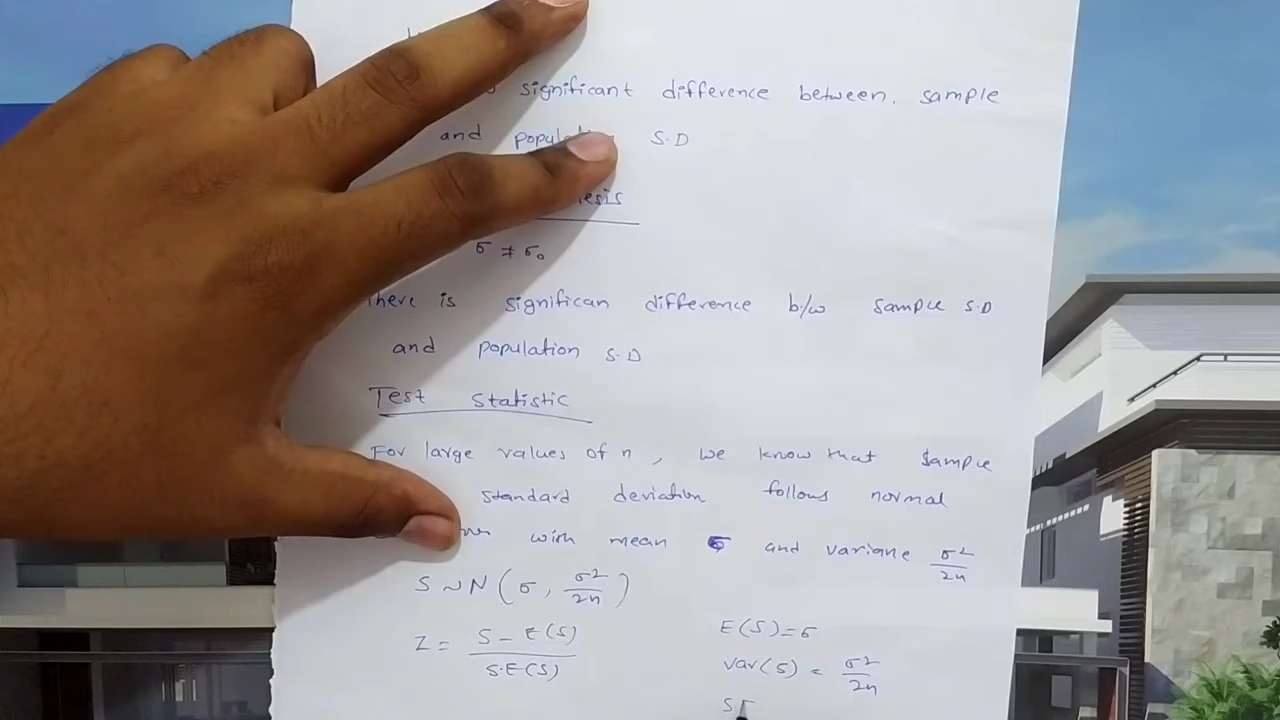 significant difference between. sample
and S.D
σ ≠ σ₀
There is significan difference b/w sample S.D
and population S.D
Test Statistic
For large values of n, we know that Sample
standard deviation follows normal
with mean σ and variane σ²/2n
S ~ N(σ, σ²/2n)
Z = S - E(S) / S.E(S)
E(S) = σ
Var(S) = σ²/2n
S